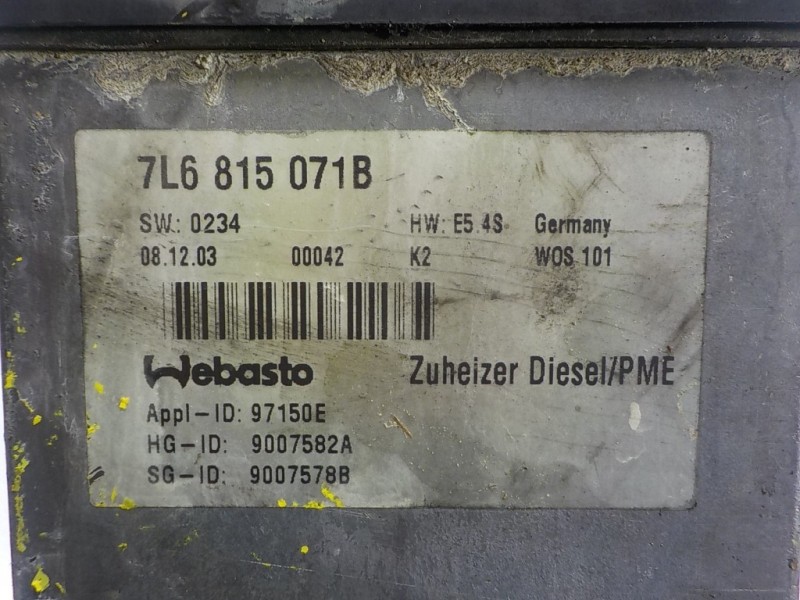 7L6 815 071B
SW: 0234 HW: E5.4S Germany
08.12.03 00042 K2 WOS 101
Webasto Zuheizer Diesel/PME
Appl-ID: 97150E
HG-ID: 9007582A
SG-ID: 9007578B